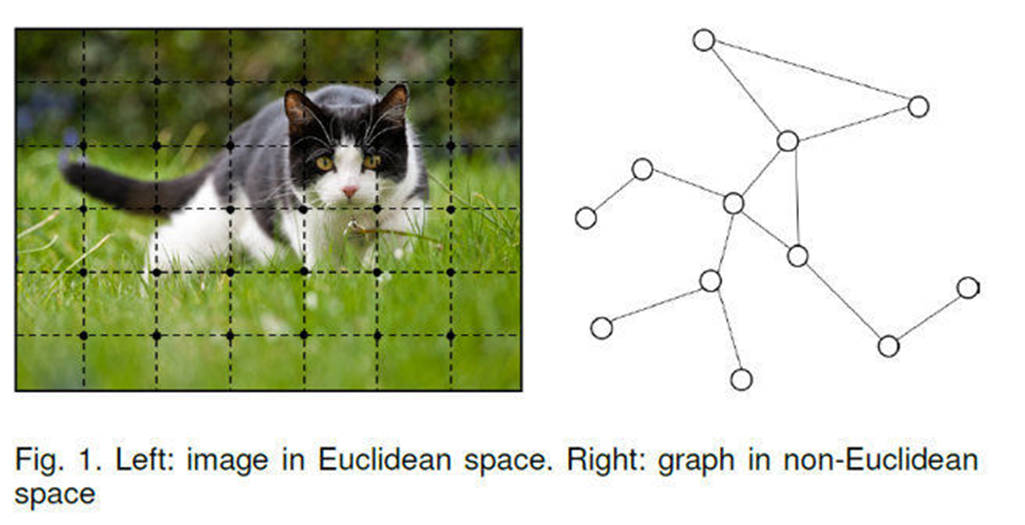 Fig. 1. Left: image in Euclidean space. Right: graph in non-Euclidean
space